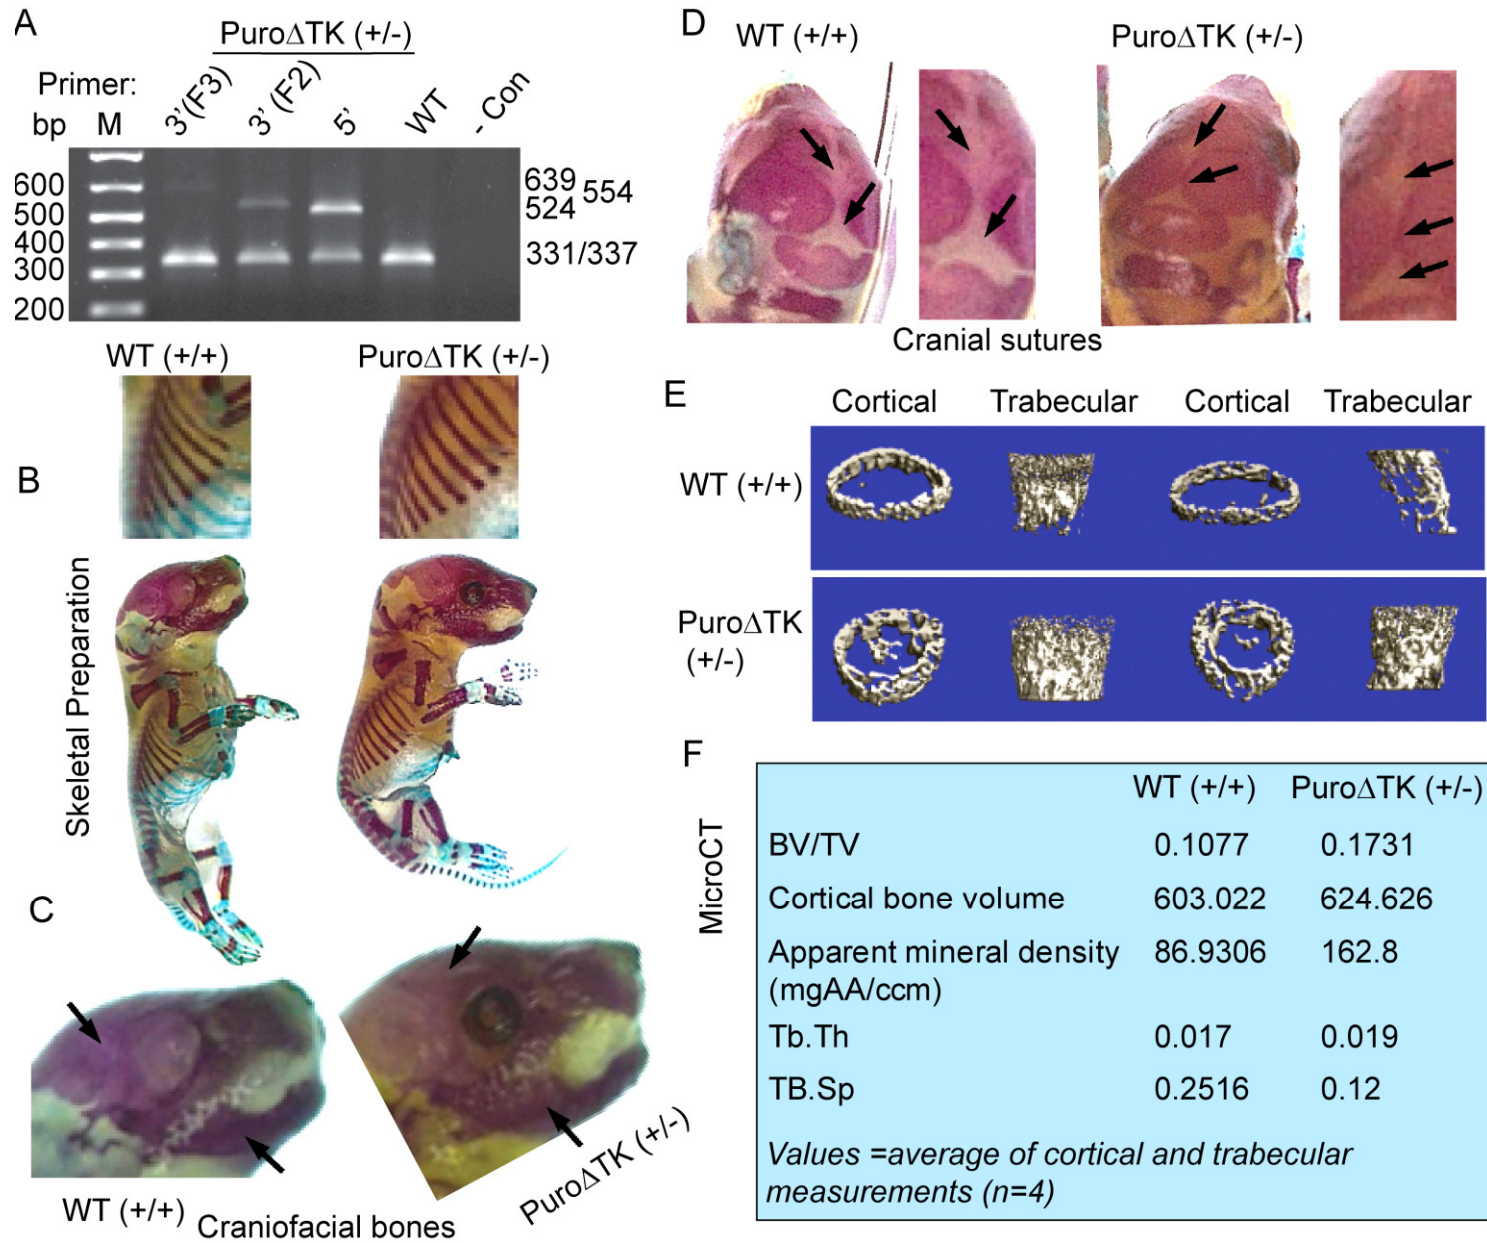 A
PuroΔTK (+/-)
Primer:
bp M 3'(F3) 3'(F2) 5' WT - Con
600
500
400
300
200
639 554
524
331/337
WT (+/+) PuroΔTK (+/-)
B
Skeletal Preparation
C
WT (+/+)
Craniofacial bones
PuroΔTK (+/-)
D
WT (+/+) PuroΔTK (+/-)
Cranial sutures
E
Cortical Trabecular Cortical Trabecular
WT (+/+)
PuroΔTK
(+/-)
F
MicroCT
WT (+/+) PuroΔTK (+/-)
BV/TV 0.1077 0.1731
Cortical bone volume 603.022 624.626
Apparent mineral density 86.9306 162.8
(mgAA/ccm)
Tb.Th 0.017 0.019
TB.Sp 0.2516 0.12
Values =average of cortical and trabecular
measurements (n=4)